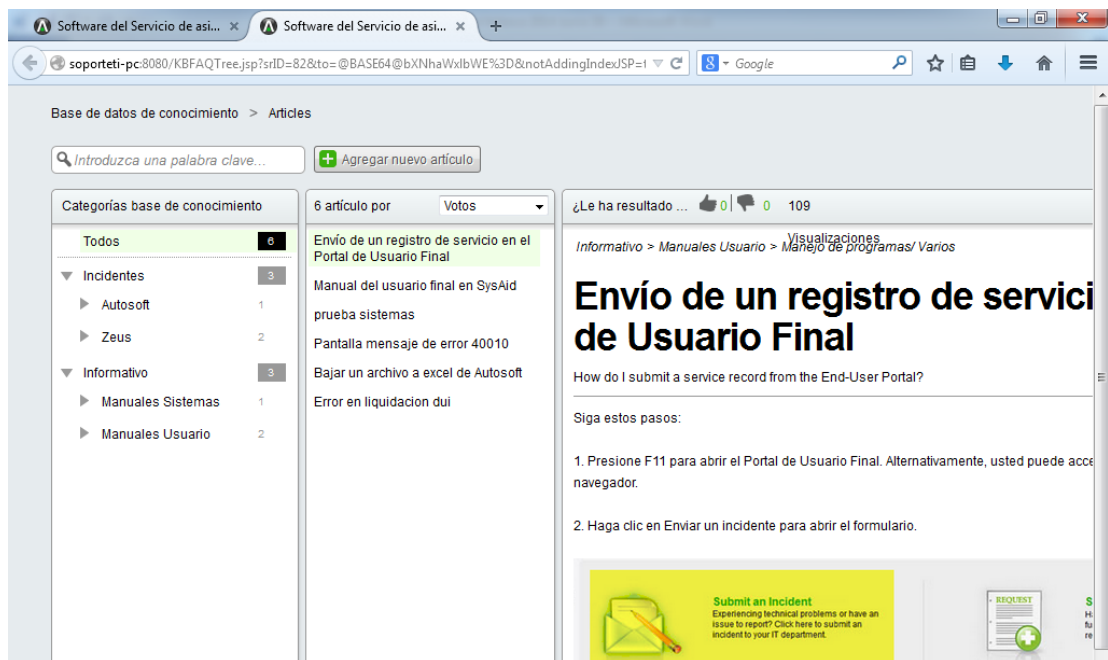 Software del Servicio de asi...
Software del Servicio de asi...
soporteti-pc:8080/KBFAQTree.jsp?srID=82&to=@BASE64@bXNhaWxlbWE%3D&notAddingIndexJSP=t
Google
Base de datos de conocimiento > Articles
Introduzca una palabra clave...
Agregar nuevo artículo
Categorías base de conocimiento
Todos 6
Incidentes 3
Autosoft 1
Zeus 2
Informativo 3
Manuales Sistemas 1
Manuales Usuario 2
6 artículo por Votos
Envío de un registro de servicio en el
Portal de Usuario Final
Manual del usuario final en SysAid
prueba sistemas
Pantalla mensaje de error 40010
Bajar un archivo a excel de Autosoft
Error en liquidacion dui
¿Le ha resultado ... 0 0 109
Visualizaciones
Informativo > Manuales Usuario > Manejo de programas/ Varios
Envío de un registro de servici
de Usuario Final
How do I submit a service record from the End-User Portal?
Siga estos pasos:
1. Presione F11 para abrir el Portal de Usuario Final. Alternativamente, usted puede acce
navegador.
2. Haga clic en Enviar un incidente para abrir el formulario.
Submit an Incident
Experiencing technical problems or have an
issue to report? Click here to submit an
incident to your IT department.
REQUEST